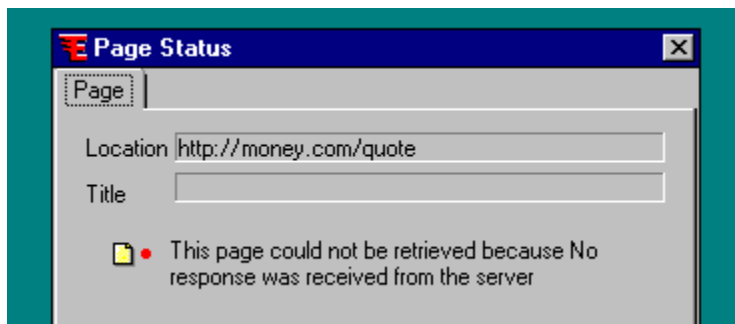 Page Status
Page
Location http://money.com/quote
Title
This page could not be retrieved because No
response was received from the server